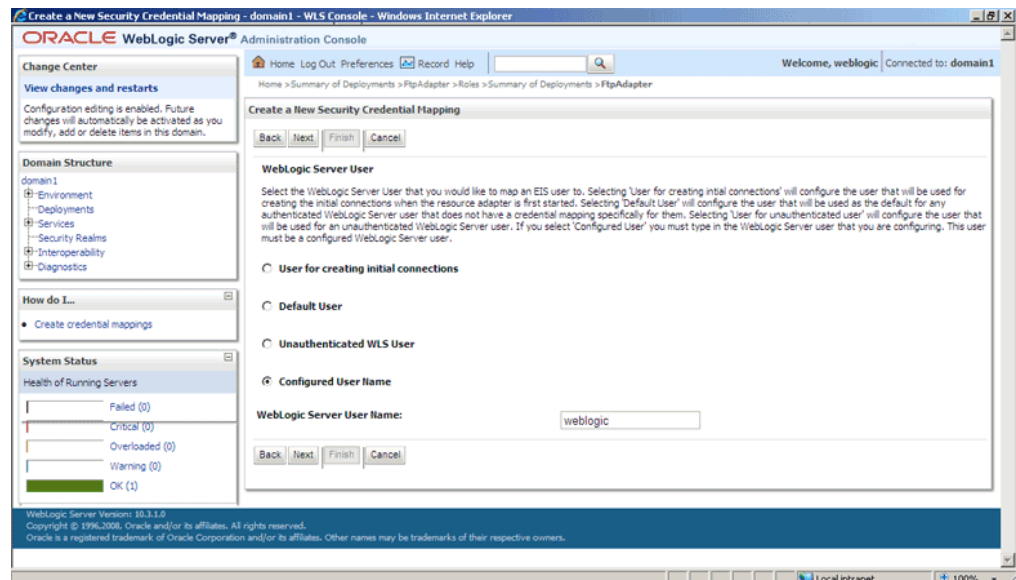 Create a New Security Credential Mapping - domain1 - WLS Console - Windows Internet Explorer
ORACLE WebLogic Server® Administration Console
Change Center
View changes and restarts
Configuration editing is enabled. Future
changes will automatically be activated as you
modify, add or delete items in this domain.
Domain Structure
domain1
Environment
Deployments
Services
Security Realms
Interoperability
Diagnostics
How do I...
Create credential mappings
System Status
Health of Running Servers
Failed (0)
Critical (0)
Overloaded (0)
Warning (0)
OK (1)
Home Log Out Preferences Record Help
Welcome, weblogic Connected to: domain1
Home >Summary of Deployments >FtpAdapter >Roles >Summary of Deployments >FtpAdapter
Create a New Security Credential Mapping
Back Next Finish Cancel
WebLogic Server User
Select the WebLogic Server User that you would like to map an EIS user to. Selecting 'User for creating intial connections' will configure the user that will be used for
creating the initial connections when the resource adapter is first started. Selecting 'Default User' will configure the user that will be used as the default for any
authenticated WebLogic Server user that does not have a credential mapping specifically for them. Selecting 'User for unauthenticated user' will configure the user that
will be used for an unauthenticated WebLogic Server user. If you select 'Configured User' you must type in the WebLogic Server user that you are configuring. This user
must be a configured WebLogic Server user.
User for creating initial connections
Default User
Unauthenticated WLS User
Configured User Name
WebLogic Server User Name: weblogic
Back Next Finish Cancel
WebLogic Server Version: 10.3.1.0
Copyright © 1996,2008, Oracle and/or its affiliates. All rights reserved.
Oracle is a registered trademark of Oracle Corporation and/or its affiliates. Other names may be trademarks of their respective owners.
Local intranet 100%